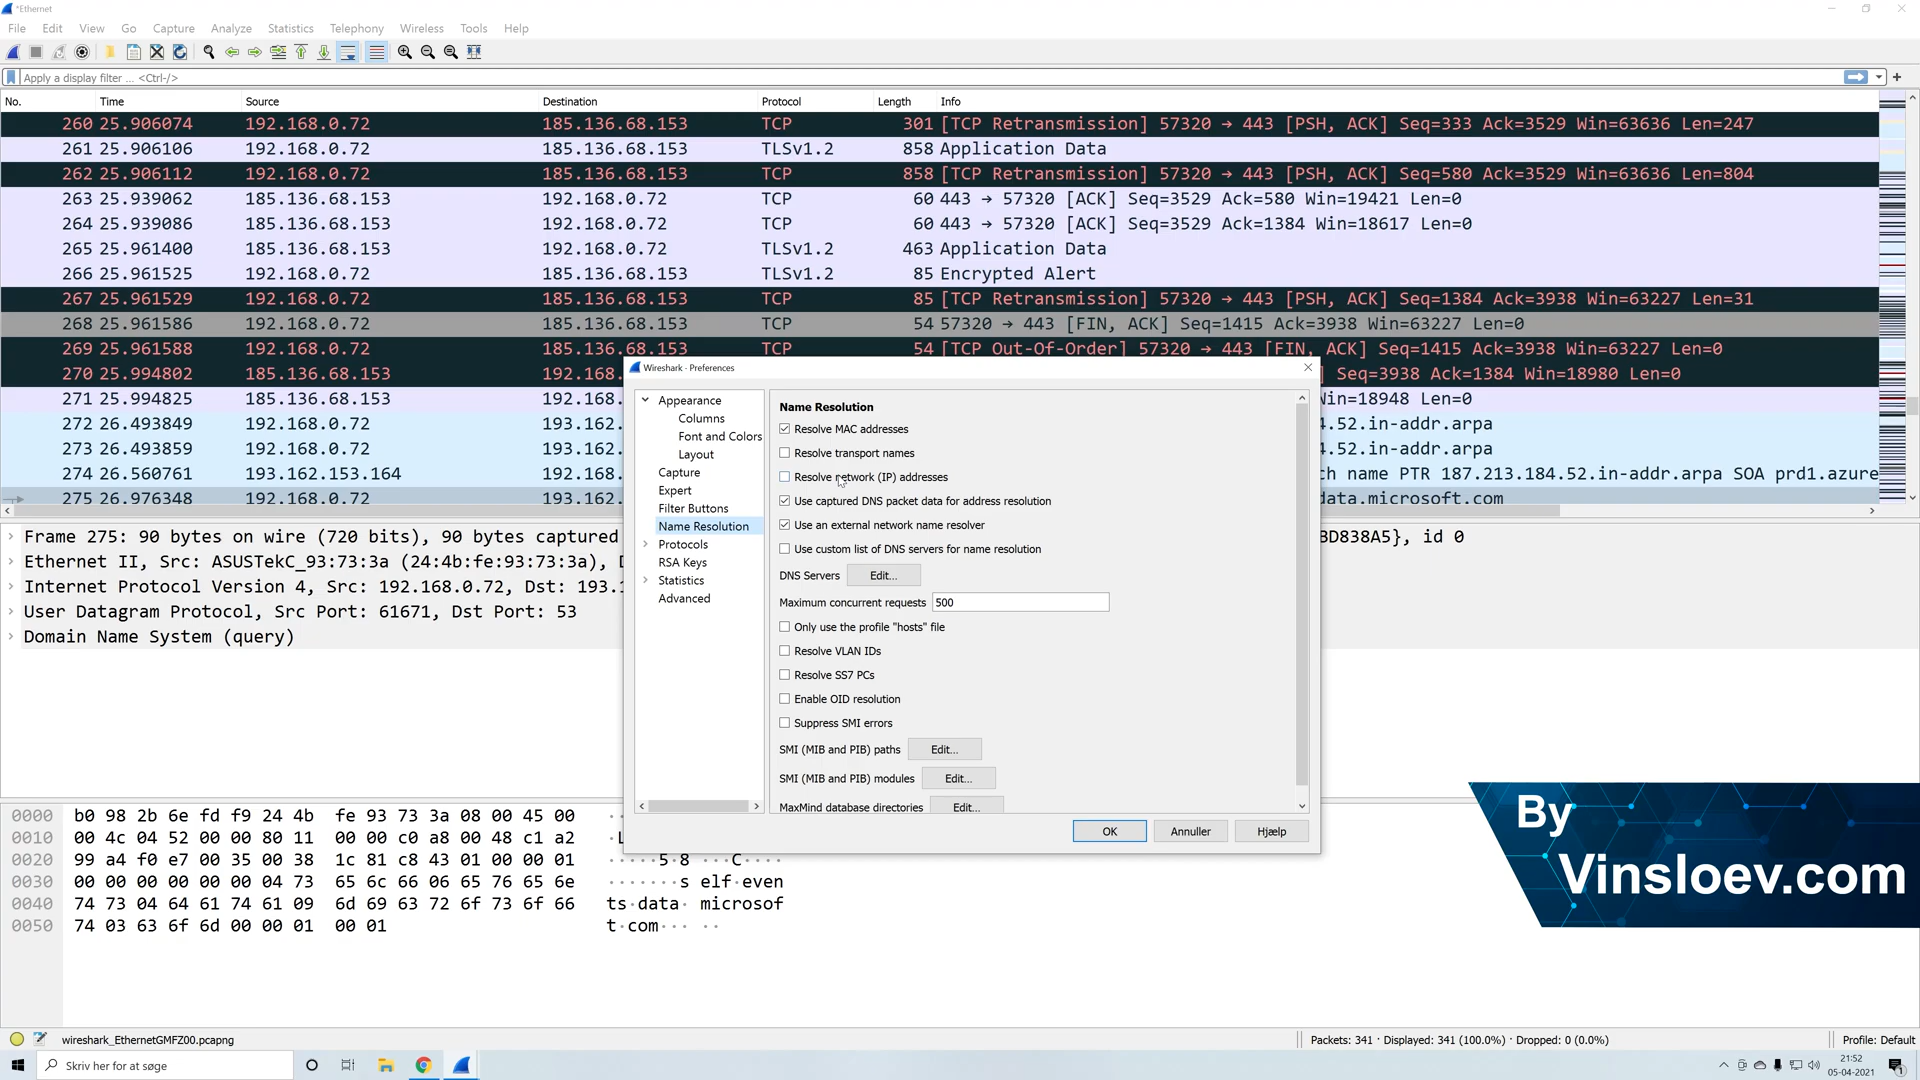 *Ethernet
File Edit View Go Capture Analyze Statistics Telephony Wireless Tools Help
Apply a display filter ... <Ctrl-/>
No. Time Source Destination Protocol Length Info
260 25.906074 192.168.0.72 185.136.68.153 TCP 301 [TCP Retransmission] 57320 → 443 [PSH, ACK] Seq=333 Ack=3529 Win=63636 Len=247
261 25.906106 192.168.0.72 185.136.68.153 TLSv1.2 858 Application Data
262 25.906112 192.168.0.72 185.136.68.153 TCP 858 [TCP Retransmission] 57320 → 443 [PSH, ACK] Seq=580 Ack=3529 Win=63636 Len=804
263 25.939062 185.136.68.153 192.168.0.72 TCP 60 443 → 57320 [ACK] Seq=3529 Ack=580 Win=19421 Len=0
264 25.939086 185.136.68.153 192.168.0.72 TCP 60 443 → 57320 [ACK] Seq=3529 Ack=1384 Win=18617 Len=0
265 25.961400 185.136.68.153 192.168.0.72 TLSv1.2 463 Application Data
266 25.961525 192.168.0.72 185.136.68.153 TLSv1.2 85 Encrypted Alert
267 25.961529 192.168.0.72 185.136.68.153 TCP 85 [TCP Retransmission] 57320 → 443 [PSH, ACK] Seq=1384 Ack=3938 Win=63227 Len=31
268 25.961586 192.168.0.72 185.136.68.153 TCP 54 57320 → 443 [FIN, ACK] Seq=1415 Ack=3938 Win=63227 Len=0
269 25.961588 192.168.0.72 185.136.68.153 TCP 54 [TCP Out-Of-Order] 57320 → 443 [FIN, ACK] Seq=1415 Ack=3938 Win=63227 Len=0
270 25.994802 185.136.68.153 192.168.0. ] Seq=3938 Ack=1384 Win=18980 Len=0
271 25.994825 185.136.68.153 192.168. Win=18948 Len=0
272 26.493849 192.168.0.72 193.162. 4.52.in-addr.arpa
273 26.493859 192.168.0.72 193.162. 4.52.in-addr.arpa
274 26.560761 193.162.153.164 192.168. ch name PTR 187.213.184.52.in-addr.arpa SOA prd1.azure
275 26.976348 192.168.0.72 193.162. data.microsoft.com
Wireshark · Preferences
Appearance
Columns
Font and Colors
Layout
Capture
Expert
Filter Buttons
Name Resolution
Protocols
RSA Keys
Statistics
Advanced
Name Resolution
Resolve MAC addresses
Resolve transport names
Resolve network (IP) addresses
Use captured DNS packet data for address resolution
Use an external network name resolver
Use custom list of DNS servers for name resolution
DNS Servers Edit...
Maximum concurrent requests 500
Only use the profile "hosts" file
Resolve VLAN IDs
Resolve SS7 PCs
Enable OID resolution
Suppress SMI errors
SMI (MIB and PIB) paths Edit...
SMI (MIB and PIB) modules Edit...
MaxMind database directories Edit...
OK Annuller Hjælp
Frame 275: 90 bytes on wire (720 bits), 90 bytes captured BD838A5}, id 0
Ethernet II, Src: ASUSTekC_93:73:3a (24:4b:fe:93:73:3a),
Internet Protocol Version 4, Src: 192.168.0.72, Dst: 193.1
User Datagram Protocol, Src Port: 61671, Dst Port: 53
Domain Name System (query)
0000 b0 98 2b 6e fd f9 24 4b fe 93 73 3a 08 00 45 00
0010 00 4c 04 52 00 00 80 11 00 00 c0 a8 00 48 c1 a2 ·L
0020 99 a4 f0 e7 00 35 00 38 1c 81 c8 43 01 00 00 01 ·····5·8 ···C····
0030 00 00 00 00 00 00 04 73 65 6c 66 06 65 76 65 6e ·······s elf·even
0040 74 73 04 64 61 74 61 09 6d 69 63 72 6f 73 6f 66 ts·data· microsof
0050 74 03 63 6f 6d 00 00 01 00 01 t·com··· ··
By
Vinsloev.com
wireshark_EthernetGMFZ00.pcapng
Packets: 341 · Displayed: 341 (100.0%) · Dropped: 0 (0.0%)
Profile: Default
Skriv her for at søge
21:52
05-04-2021
1